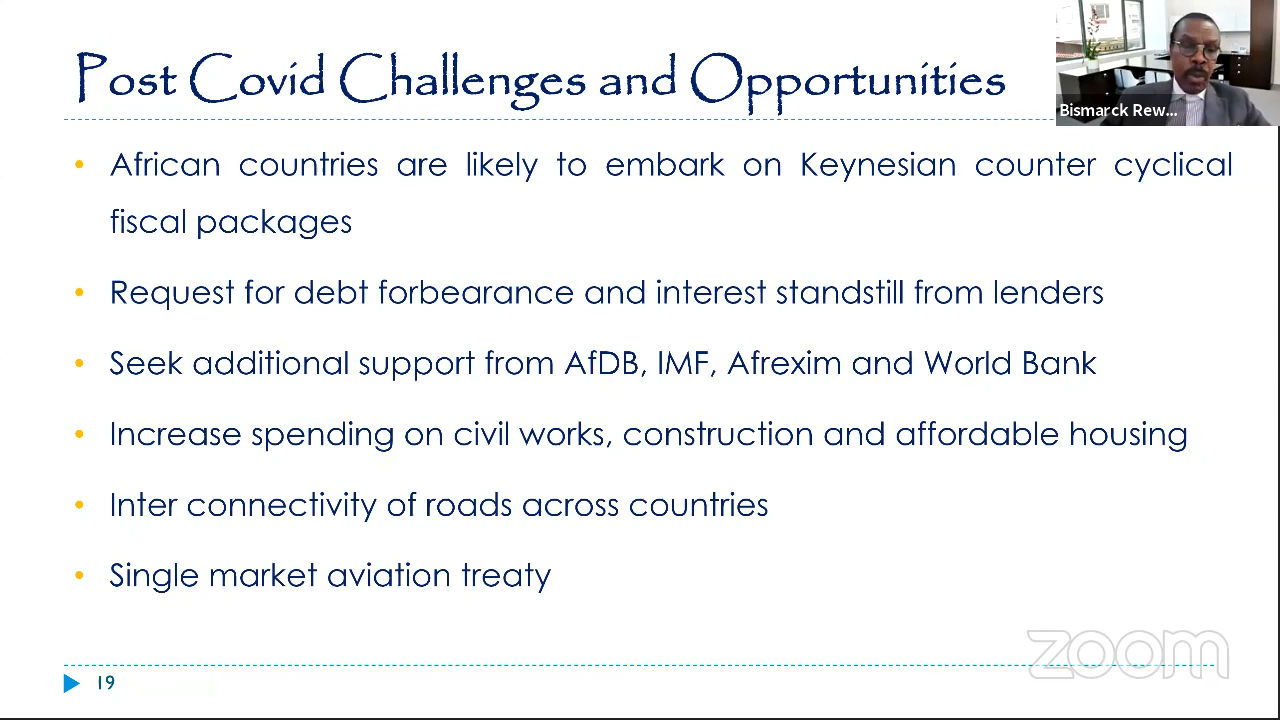 Post Covid Challenges and Opportunities
Bismarck Rew...
• African countries are likely to embark on Keynesian counter cyclical
fiscal packages
• Request for debt forbearance and interest standstill from lenders
• Seek additional support from AfDB, IMF, Afrexim and World Bank
• Increase spending on civil works, construction and affordable housing
• Inter connectivity of roads across countries
• Single market aviation treaty
zoom
19